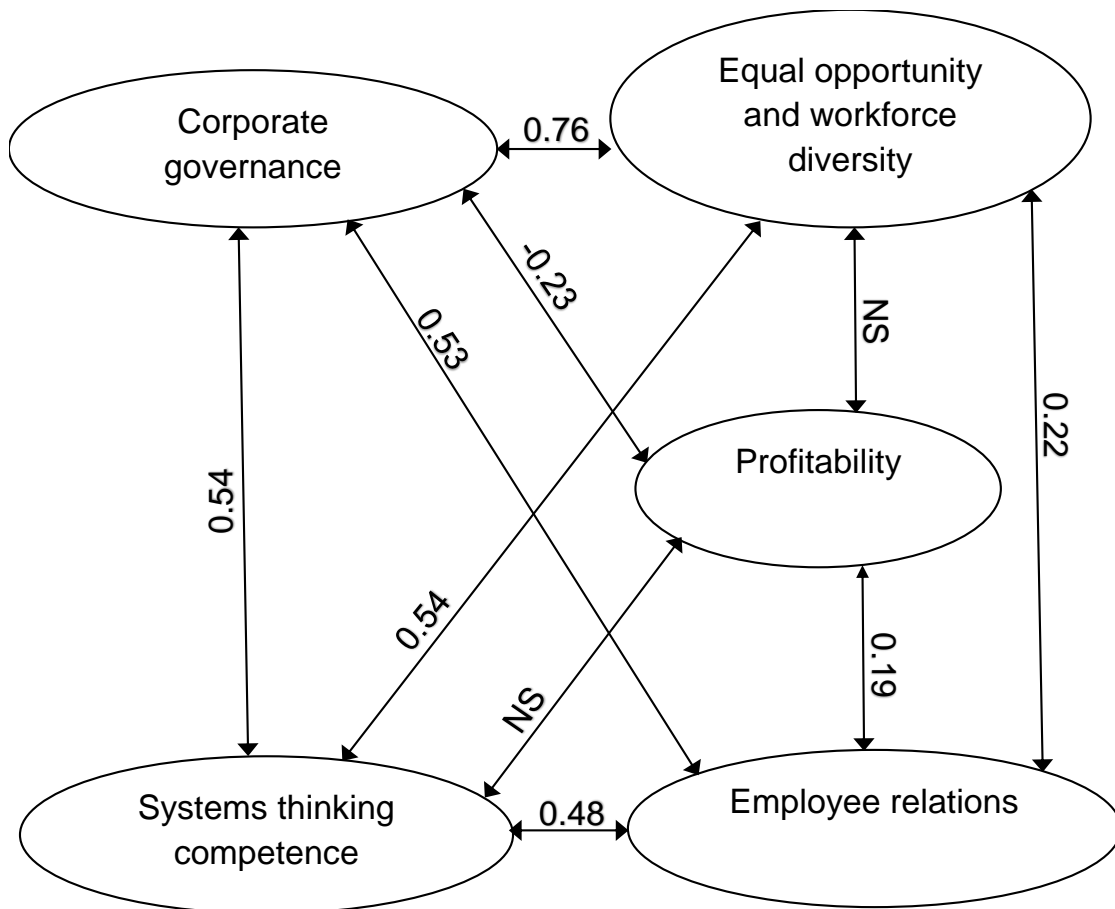 Equal opportunity
and workforce
diversity
Corporate
governance
0.76
-0.23
NS
0.53
0.22
Profitability
0.54
0.54
0.19
NS
Systems thinking
competence
0.48
Employee relations